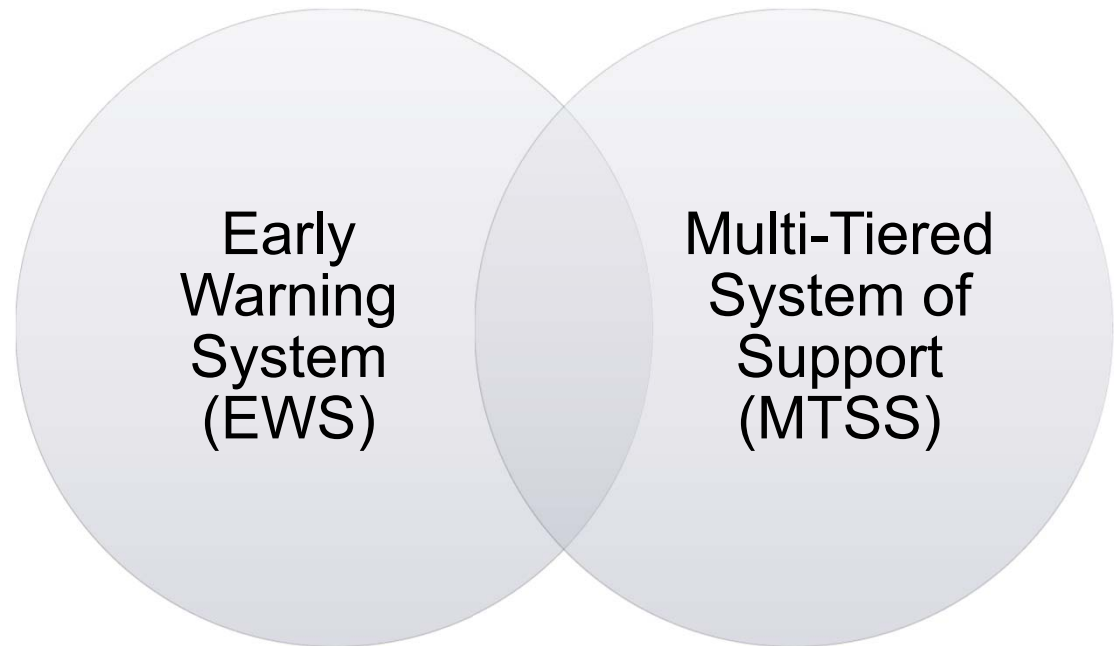 Early
Warning
System
(EWS)
Multi-Tiered
System of
Support
(MTSS)